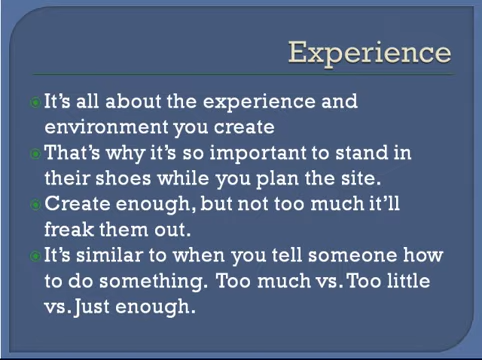 Experience
It's all about the experience and
environment you create
That's why it's so important to stand in
their shoes while you plan the site.
Create enough, but not too much it'll
freak them out.
It's similar to when you tell someone how
to do something. Too much vs. Too little
vs. Just enough.